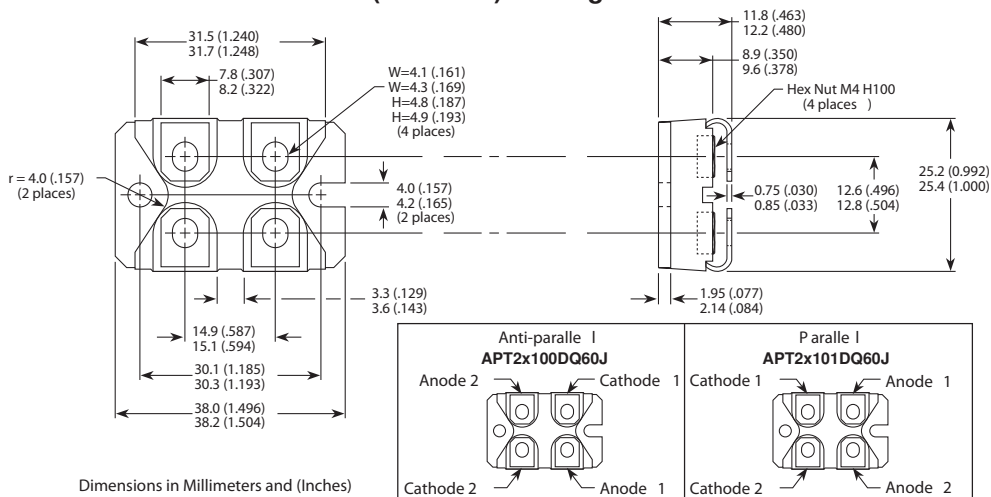 31.5 (1.240)
31.7 (1.248)
7.8 (.307)
8.2 (.322)
W=4.1 (.161)
W=4.3 (.169)
H=4.8 (.187)
H=4.9 (.193)
(4 places)
r = 4.0 (.157)
(2 places)
4.0 (.157)
4.2 (.165)
(2 places)
3.3 (.129)
3.6 (.143)
14.9 (.587)
15.1 (.594)
30.1 (1.185)
30.3 (1.193)
38.0 (1.496)
38.2 (1.504)
Dimensions in Millimeters and (Inches)
11.8 (.463)
12.2 (.480)
8.9 (.350)
9.6 (.378)
Hex Nut M4 H100
(4 places )
0.75 (.030)
0.85 (.033)
12.6 (.496)
12.8 (.504)
25.2 (0.992)
25.4 (1.000)
1.95 (.077)
2.14 (.084)
Anti-paralle l
APT2x100DQ60J
Anode 2
Cathode 1
Cathode 2
Anode 1
P aralle l
APT2x101DQ60J
Cathode 1
Anode 1
Cathode 2
Anode 2